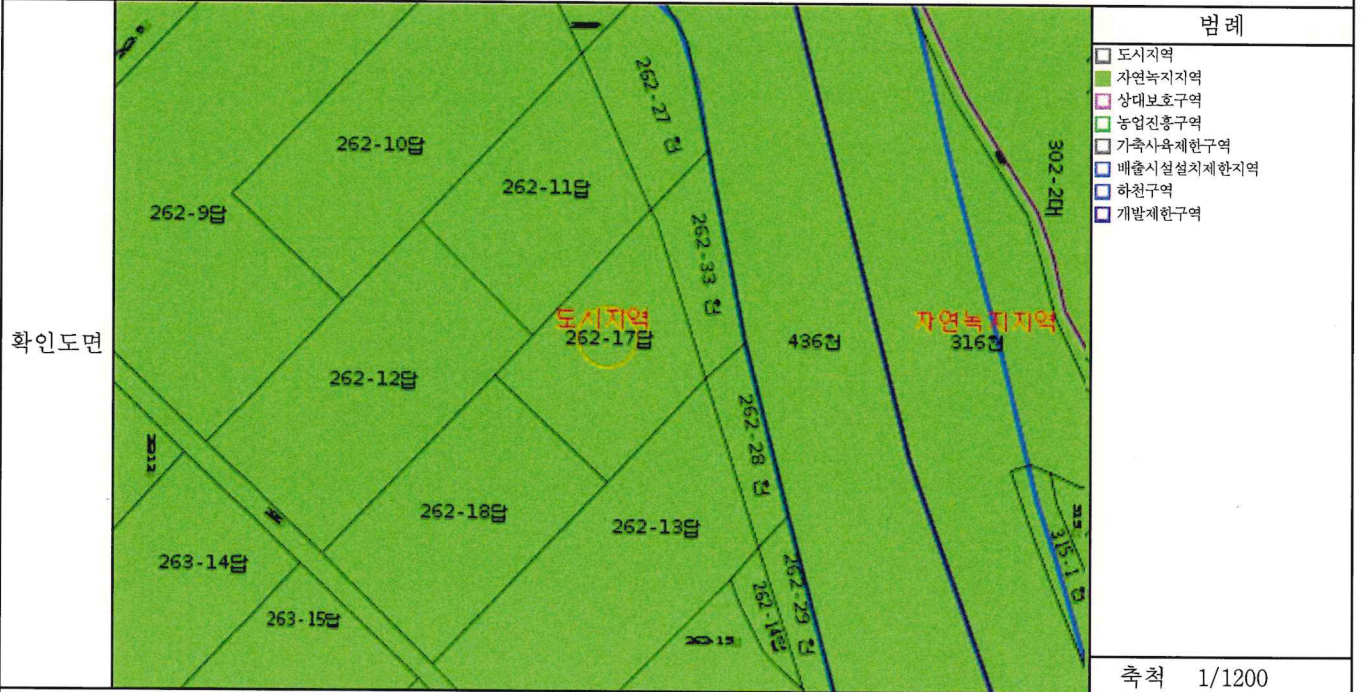 확인도면
262-10답
262-11답
262-27 천
262-9답
262-33 천
302-2대
도시지역
262-17답
436천
자연녹지지역
316천
262-12답
262-28 천
262-18답
262-13답
263-14답
263-15답
262-29 천
262-14천
315-1 천
범례
도시지역
자연녹지지역
상대보호구역
농업진흥구역
가축사육제한구역
배출시설설치제한지역
하천구역
개발제한구역
축척 1/1200